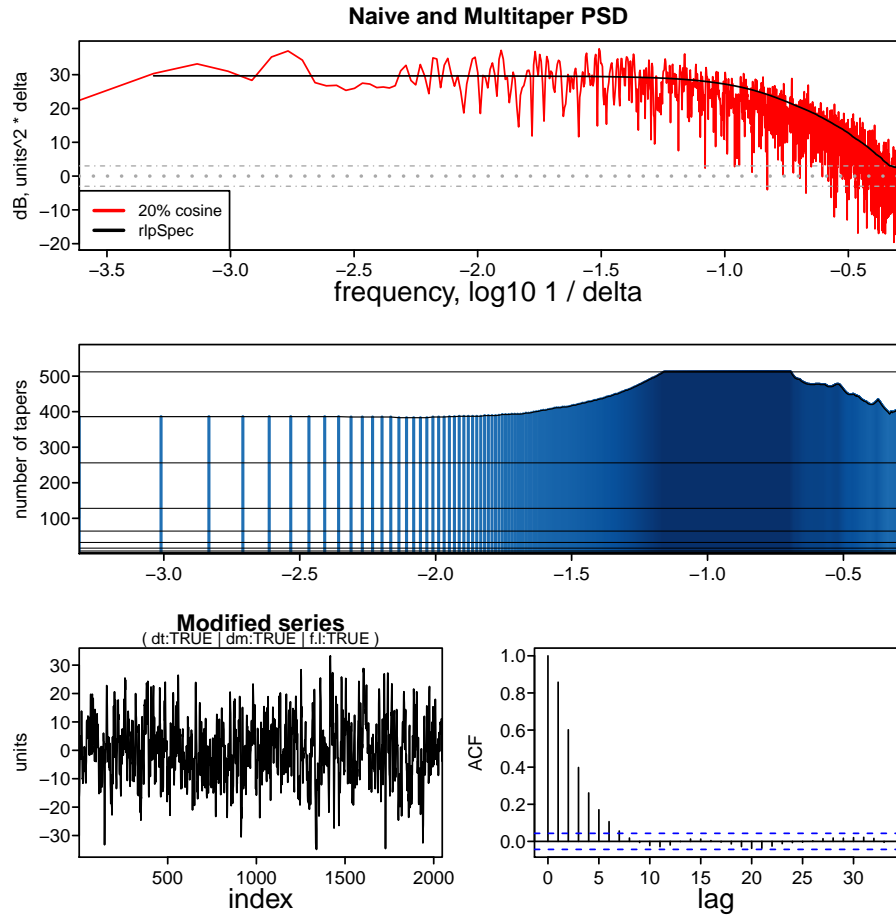 Naive and Multitaper PSD
dB, units^2 * delta
30
20
10
0
−10
−20
20% cosine
rlpSpec
−3.5 −3.0 −2.5 −2.0 −1.5 −1.0 −0.5
frequency, log10 1 / delta
number of tapers
500
400
300
200
100
−3.0 −2.5 −2.0 −1.5 −1.0 −0.5
Modified series
( dt:TRUE | dm:TRUE | f.l:TRUE )
units
30
20
10
0
−10
−20
−30
500 1000 1500 2000
index
ACF
1.0
0.8
0.6
0.4
0.2
0.0
0 5 10 15 20 25 30
lag